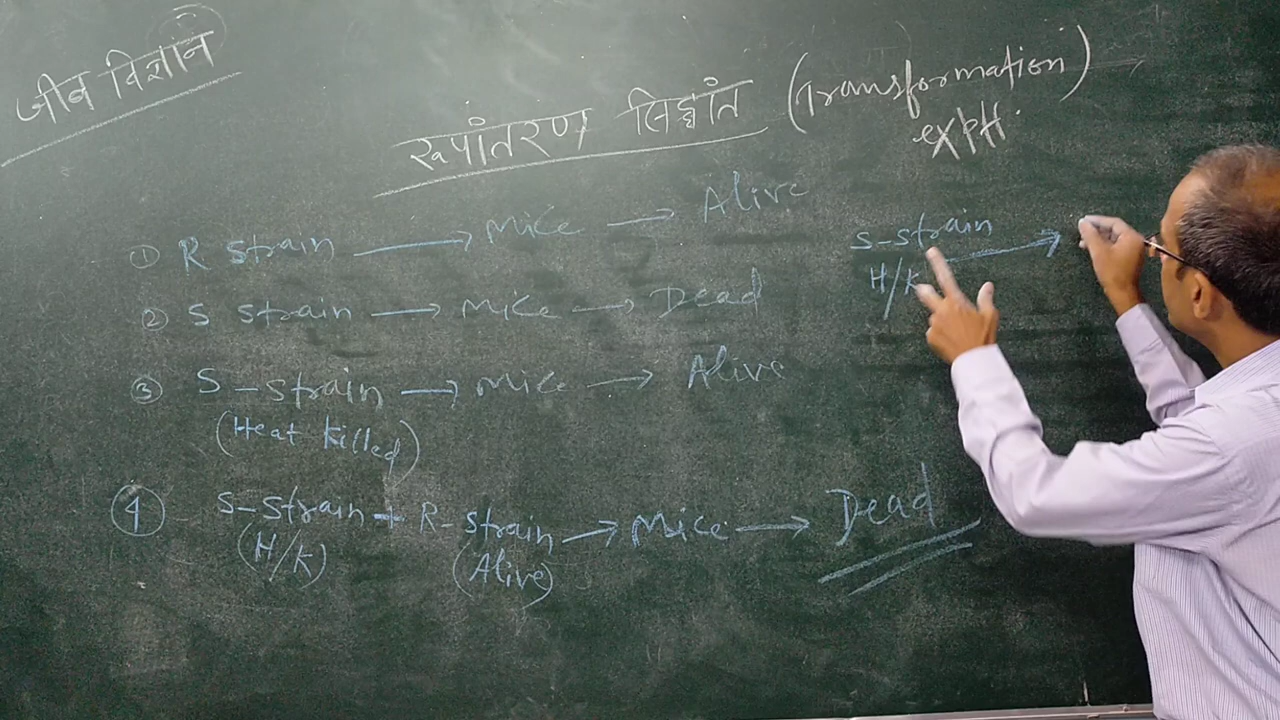 जीव विज्ञान
रूपांतरण सिद्धांत (Transformation)
expt.
① R strain → Mice → Alive
② S strain → Mice → Dead
③ S-strain → Mice → Alive
(Heat killed)
④ S-strain + R-strain → Mice → Dead
(H/K) (Alive)
S-strain →
H/K